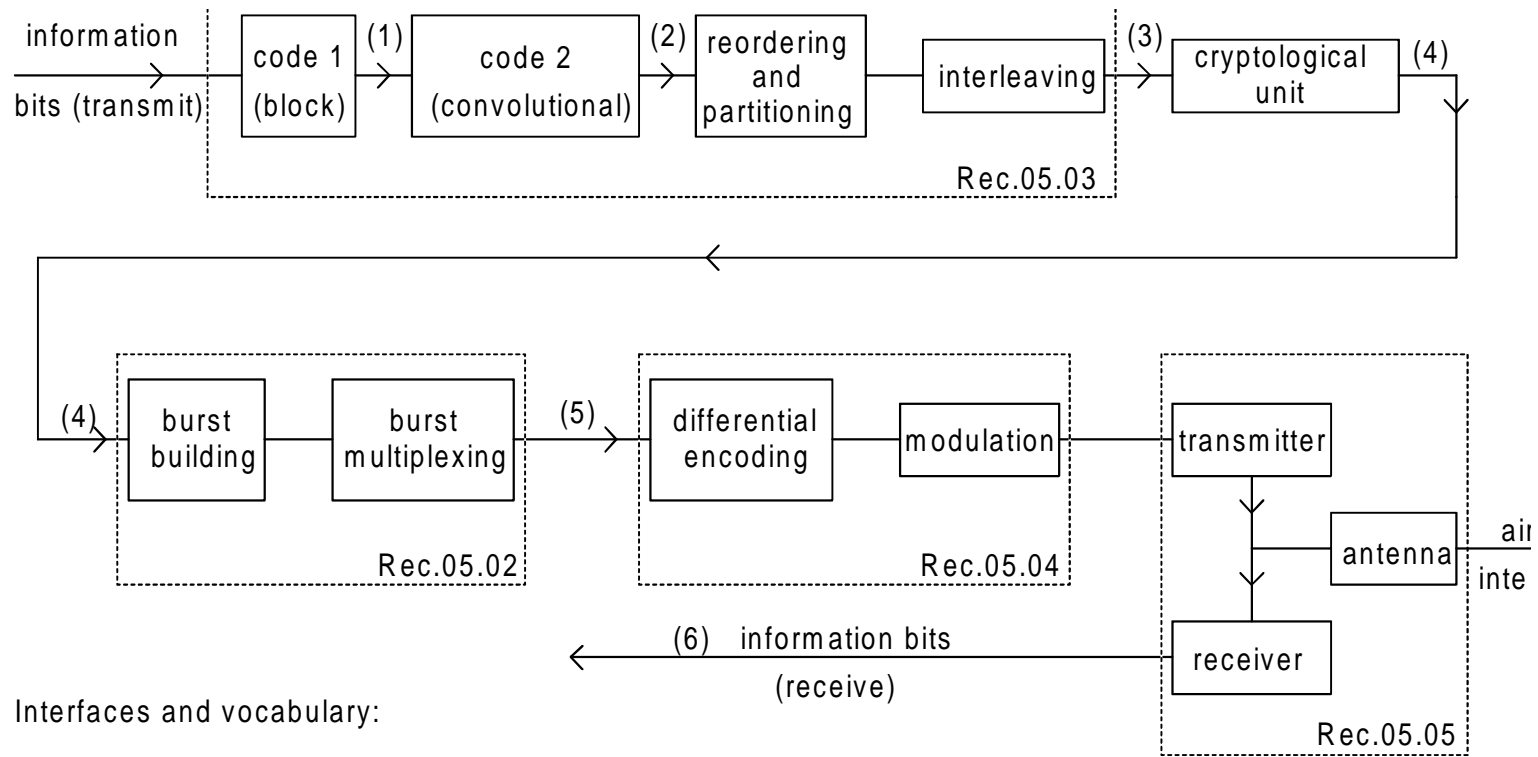 information
bits (transmit)
code 1
(block)
(1)
code 2
(convolutional)
(2)
reordering
and
partitioning
interleaving
(3)
cryptological
unit
(4)
Rec.05.03
(4)
burst
building
burst
multiplexing
(5)
differential
encoding
modulation
transmitter
Rec.05.02
Rec.05.04
antenna
air
inte
(6) information bits
(receive)
receiver
Rec.05.05
Interfaces and vocabulary: